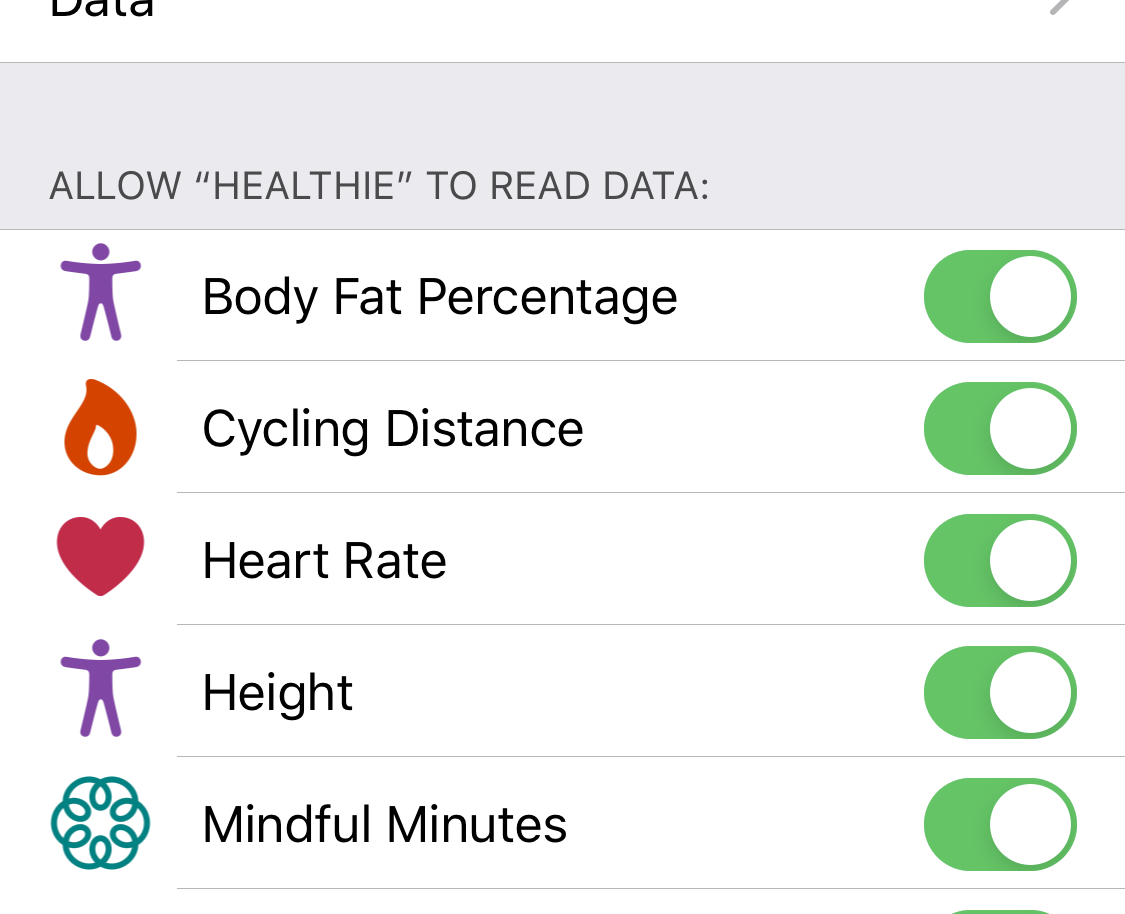 Data
ALLOW “HEALTHIE” TO READ DATA:
Body Fat Percentage
Cycling Distance
Heart Rate
Height
Mindful Minutes